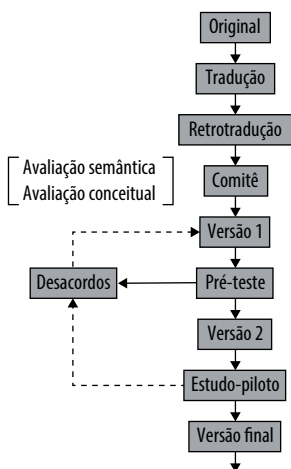 Original
Tradução
Retrotradução
Avaliação semântica
Avaliação conceitual
Comitê
Versão 1
Desacordos
Pré-teste
Versão 2
Estudo-piloto
Versão final